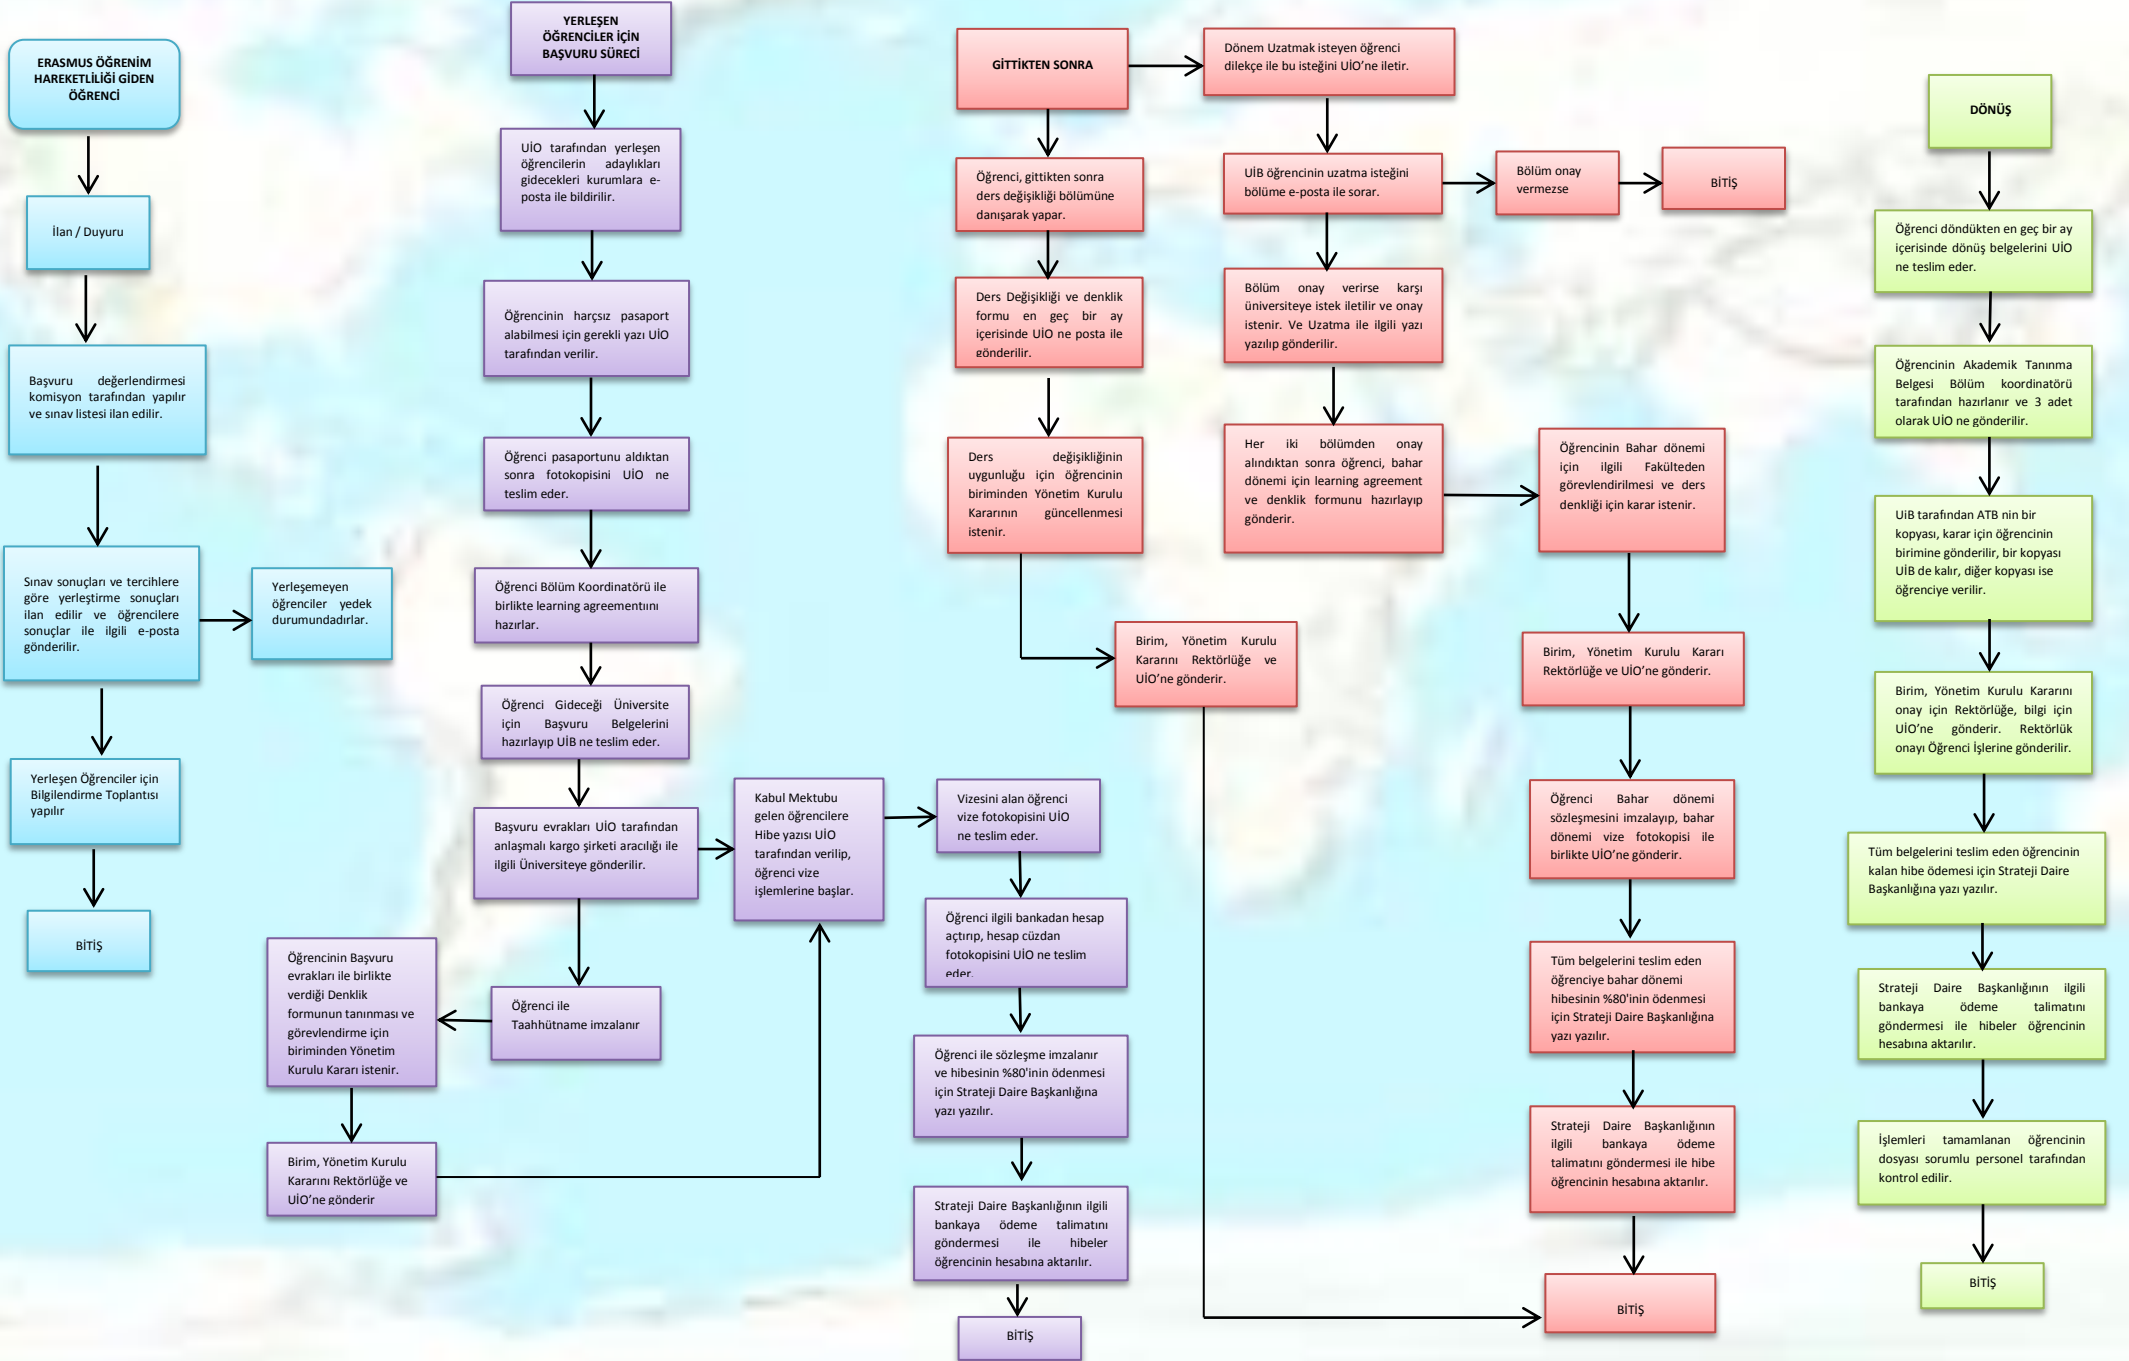 ERASMUS ÖĞRENİM
HAREKETLİLİĞİ GİDEN
ÖĞRENCİ
İlan / Duyuru
Başvuru değerlendirmesi
komisyon tarafından yapılır
ve sınav listesi ilan edilir.
Sınav sonuçları ve tercihlere
göre yerleştirme sonuçları
ilan edilir ve öğrencilere
sonuçlar ile ilgili e-posta
gönderilir.
Yerleşemeyen
öğrenciler yedek
durumundadırlar.
Yerleşen Öğrenciler için
Bilgilendirme Toplantısı
yapılır
BİTİŞ
YERLEŞEN
ÖĞRENCİLER İÇİN
BAŞVURU SÜRECİ
UİO tarafından yerleşen
öğrencilerin adaylıkları
gidecekleri kurumlara e-
posta ile bildirilir.
Öğrencinin harçsız pasaport
alabilmesi için gerekli yazı UİO
tarafından verilir.
Öğrenci pasaportunu aldıktan
sonra fotokopisini UİO ne
teslim eder.
Öğrenci Bölüm Koordinatörü ile
birlikte learning agreementıını
hazırlar.
Öğrenci Gideceği Üniversite
için Başvuru Belgelerini
hazırlayıp UİB ne teslim eder.
Başvuru evrakları UİO tarafından
anlaşmalı kargo şirketi aracılığı ile
ilgili Üniversiteye gönderilir.
Öğrenci ile
Taahhütname imzalanır
Öğrencinin Başvuru
evrakları ile birlikte
verdiği Denklik
formunun tanınması ve
görevlendirme için
biriminden Yönetim
Kurulu Kararı istenir.
Birim, Yönetim Kurulu
Kararını Rektörlüğe ve
UİO'ne gönderir
Kabul Mektubu
gelen öğrencilere
Hibe yazısı UİO
tarafından verilip,
öğrenci vize
işlemlerine başlar.
Vizesini alan öğrenci
vize fotokopisini UİO
ne teslim eder.
Öğrenci ilgili bankadan hesap
açtırıp, hesap cüzdan
fotokopisini UİO ne teslim
eder.
Öğrenci ile sözleşme imzalanır
ve hibesinin %80'inin ödenmesi
için Strateji Daire Başkanlığına
yazı yazılır.
Strateji Daire Başkanlığının ilgili
bankaya ödeme talimatını
göndermesi ile hibeler
öğrencinin hesabına aktarılır.
BİTİŞ
GİTTİKTEN SONRA
Öğrenci, gittikten sonra
ders değişikliği bölümüne
danışarak yapar.
Ders Değişikliği ve denklik
formu en geç bir ay
içerisinde UİO ne posta ile
gönderilir.
Ders değişikliğinin
uygunluğu için öğrencinin
biriminden Yönetim Kurulu
Kararının güncellenmesi
istenir.
Birim, Yönetim Kurulu
Kararını Rektörlüğe ve
UİO'ne gönderir.
Dönem Uzatmak isteyen öğrenci
dilekçe ile bu isteğini UİO'ne iletir.
UİB öğrencinin uzatma isteğini
bölüme e-posta ile sorar.
Bölüm onay
vermezse
BİTİŞ
Bölüm onay verirse karşı
üniversiteye istek iletilir ve onay
istenir. Ve Uzatma ile ilgili yazı
yazılıp gönderilir.
Her iki bölümden onay
alındıktan sonra öğrenci, bahar
dönemi için learning agreement
ve denklik formunu hazırlayıp
gönderir.
Öğrencinin Bahar dönemi
için ilgili Fakülteden
görevlendirilmesi ve ders
denkliği için karar istenir.
Birim, Yönetim Kurulu Kararı
Rektörlüğe ve UİO'ne gönderir.
Öğrenci Bahar dönemi
sözleşmesini imzalayıp, bahar
dönemi vize fotokopisi ile
birlikte UİO'ne gönderir.
Tüm belgelerini teslim eden
öğrenciye bahar dönemi
hibesinin %80'inin ödenmesi
için Strateji Daire Başkanlığına
yazı yazılır.
Strateji Daire Başkanlığının
ilgili bankaya ödeme
talimatını göndermesi ile hibe
öğrencinin hesabına aktarılır.
BİTİŞ
DÖNÜŞ
Öğrenci döndükten en geç bir ay
içerisinde dönüş belgelerini UİO
ne teslim eder.
Öğrencinin Akademik Tanınma
Belgesi Bölüm koordinatörü
tarafından hazırlanır ve 3 adet
olarak UİO ne gönderilir.
UiB tarafından ATB nin bir
kopyası, karar için öğrencinin
birimine gönderilir, bir kopyası
UİB de kalır, diğer kopyası ise
öğrenciye verilir.
Birim, Yönetim Kurulu Kararını
onay için Rektörlüğe, bilgi için
UİO'ne gönderir. Rektörlük
onayı Öğrenci İşlerine gönderilir.
Tüm belgelerini teslim eden öğrencinin
kalan hibe ödemesi için Strateji Daire
Başkanlığına yazı yazılır.
Strateji Daire Başkanlığının ilgili
bankaya ödeme talimatını
göndermesi ile hibeler öğrencinin
hesabına aktarılır.
İşlemleri tamamlanan öğrencinin
dosyası sorumlu personel tarafından
kontrol edilir.
BİTİŞ